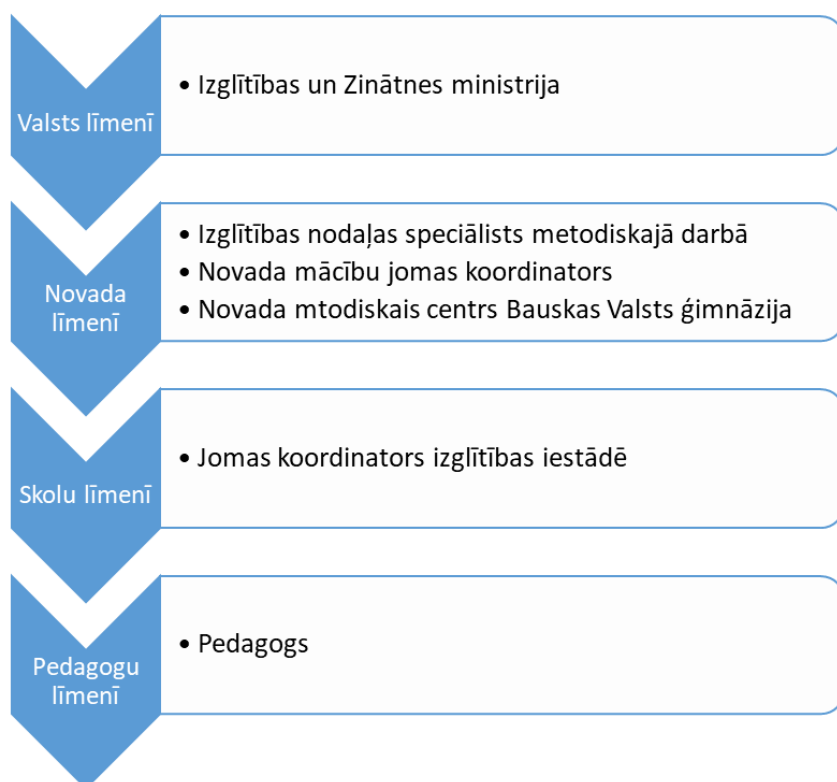 Valsts līmenī
• Izglītības un Zinātnes ministrija
Novada
līmenī
• Izglītības nodaļas speciālists metodiskajā darbā
• Novada mācību jomas koordinators
• Novada mtodiskais centrs Bauskas Valsts ģimnāzija
Skolu līmenī
• Jomas koordinators izglītības iestādē
Pedagogu
līmenī
• Pedagogs